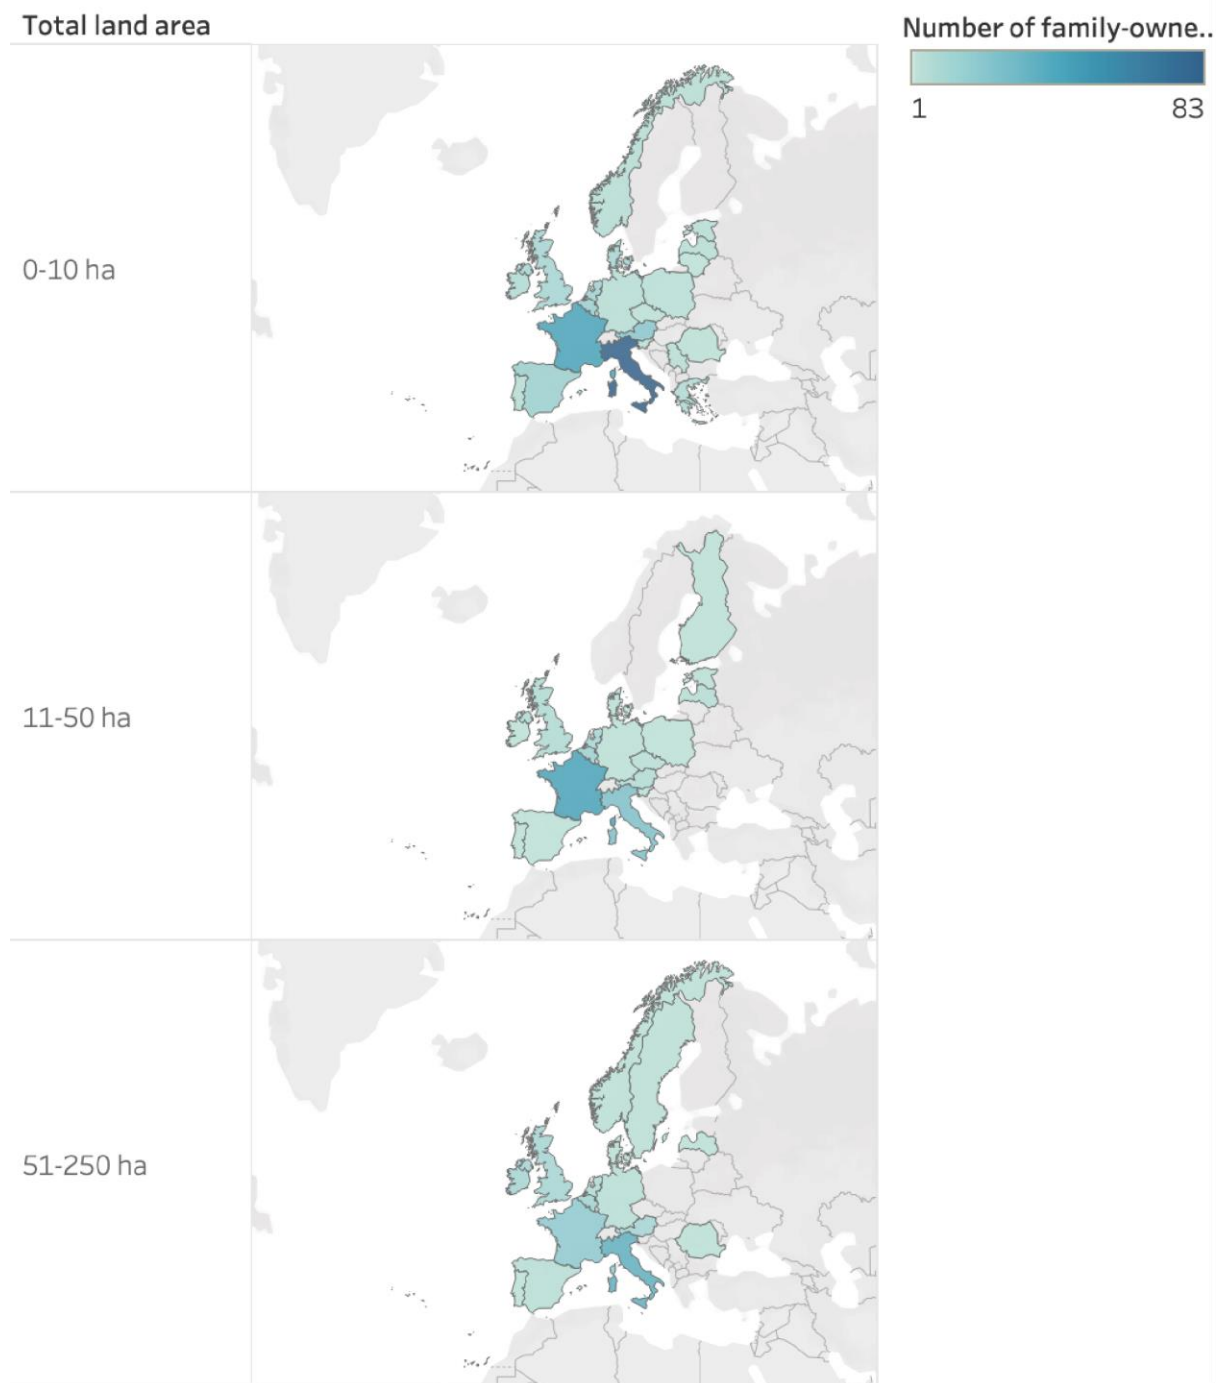 Total land area
Number of family-owne..
1
83
0-10 ha
11-50 ha
51-250 ha